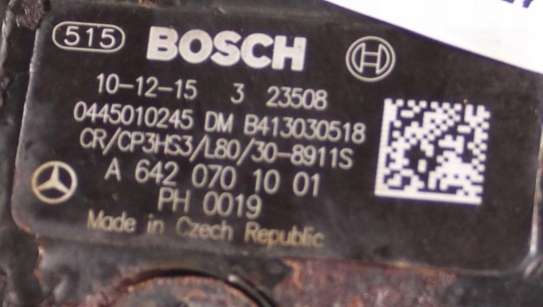 515 BOSCH
10-12-15 3 23508
0445010245 DM B413030518
CR/CP3HS3/L80/30-8911S
A 642 070 10 01
PH 0019
Made in Czech Republic